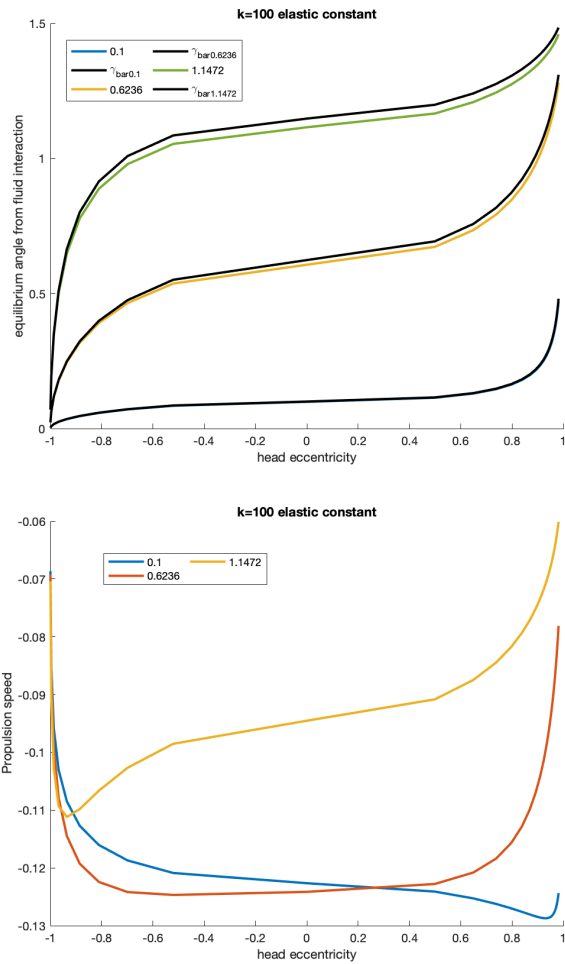 k=100 elastic constant
1.5
1
0.5
0
equilibrium angle from fluid interaction
0.1
γbar0.1
0.6236
γbar0.6236
1.1472
γbar1.1472
-1 -0.8 -0.6 -0.4 -0.2 0 0.2 0.4 0.6 0.8 1
head eccentricity
k=100 elastic constant
-0.06
-0.07
-0.08
-0.09
-0.1
-0.11
-0.12
-0.13
Propulsion speed
0.1 1.1472
0.6236
-1 -0.8 -0.6 -0.4 -0.2 0 0.2 0.4 0.6 0.8 1
head eccentricity